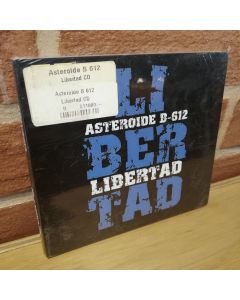 Asteroide B 612
Libertad CD
Asteroide B 612
Libertad CD
LI
ASTEROIDE B-612
BER
LIBERTAD
TAD